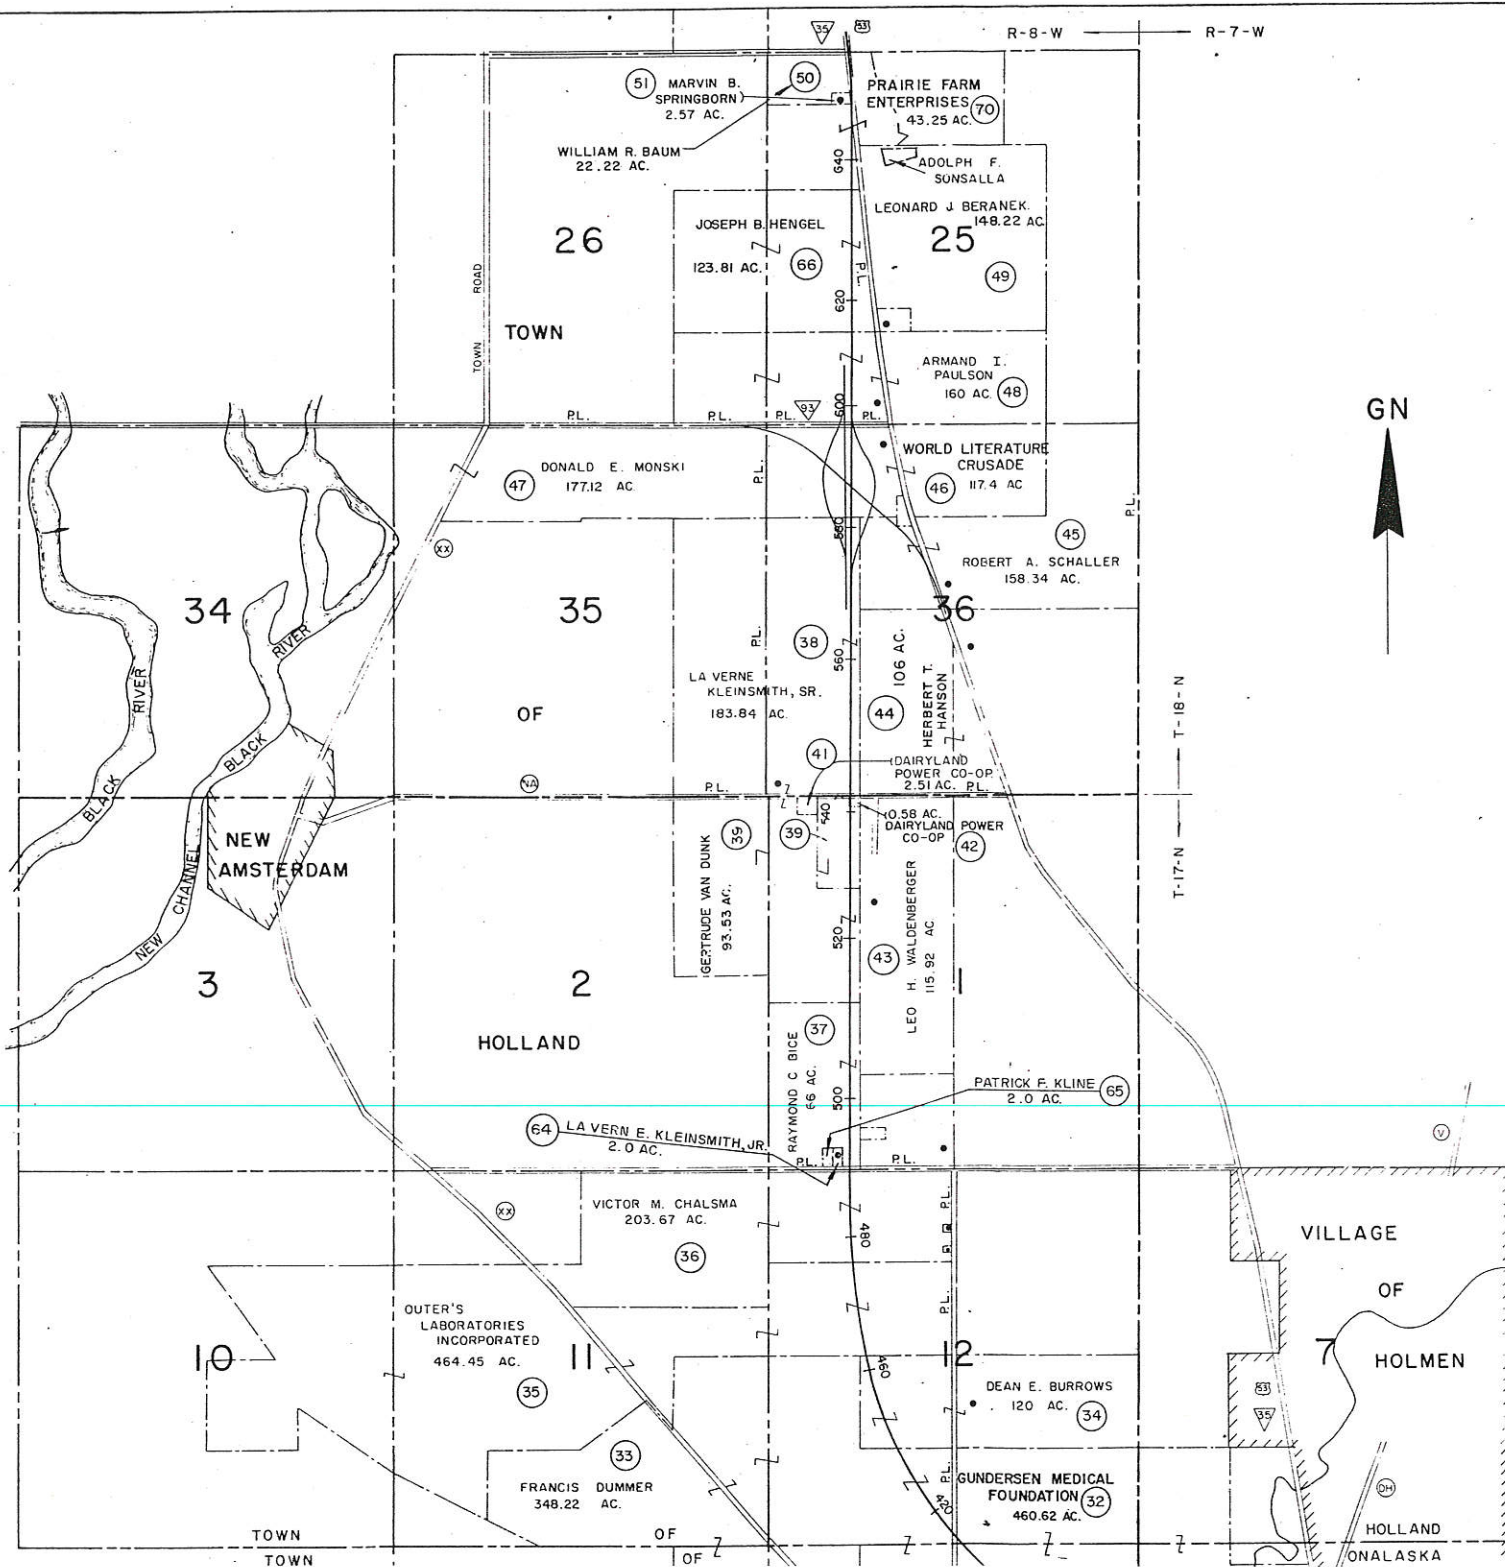 35
53
R-8-W
R-7-W
51
MARVIN B.
SPRINGBORN
2.57 AC.
50
PRAIRIE FARM
ENTERPRISES
43.25 AC.
70
WILLIAM R. BAUM
22.22 AC.
640
ADOLPH F.
SONSALLA
LEONARD J. BERANEK.
148.22 AC
26
JOSEPH B. HENGEL
123.81 AC.
66
25
49
P.L.
620
TOWN ROAD
TOWN
ARMAND I.
PAULSON
160 AC.
48
GN
P.L.
P.L.
P.L.
93
600
P.L.
DONALD E. MONSKI
177.12 AC.
47
P.L.
WORLD LITERATURE
CRUSADE
117.4 AC
46
P.L.
580
45
XX
ROBERT A. SCHALLER
158.34 AC.
34
35
36
RIVER
RIVER
P.L.
38
560
LA VERNE
KLEINSMITH, SR.
183.84 AC.
44
106 AC.
HERBERT T.
HANSON
T-18-N
OF
BLACK
41
DAIRYLAND
POWER CO-OP.
2.51 AC.
P.L.
NA
P.L.
BLACK
540
0.58 AC.
DAIRYLAND POWER
CO-OP
42
NEW
AMSTERDAM
39
39
T-17-N
GERTRUDE VAN DUNK
93.53 AC.
CHANNEL
NEW
520
43
LEO H. WALDENBERGER
115.92 AC
3
2
1
HOLLAND
37
RAYMOND C BICE
66 AC.
500
PATRICK F. KLINE
2.0 AC.
65
64
LA VERN E. KLEINSMITH, JR.
2.0 AC.
V
P.L.
P.L.
XX
VICTOR M. CHALSMA
203.67 AC.
36
P.L.
480
VILLAGE
OF
HOLMEN
OUTER'S
LABORATORIES
INCORPORATED
464.45 AC.
35
P.L.
10
11
12
7
460
DEAN E. BURROWS
120 AC.
34
53
35
33
FRANCIS DUMMER
348.22 AC.
P.L.
GUNDERSEN MEDICAL
FOUNDATION
460.62 AC.
32
420
DH
TOWN
OF
HOLLAND
TOWN
OF
ONALASKA